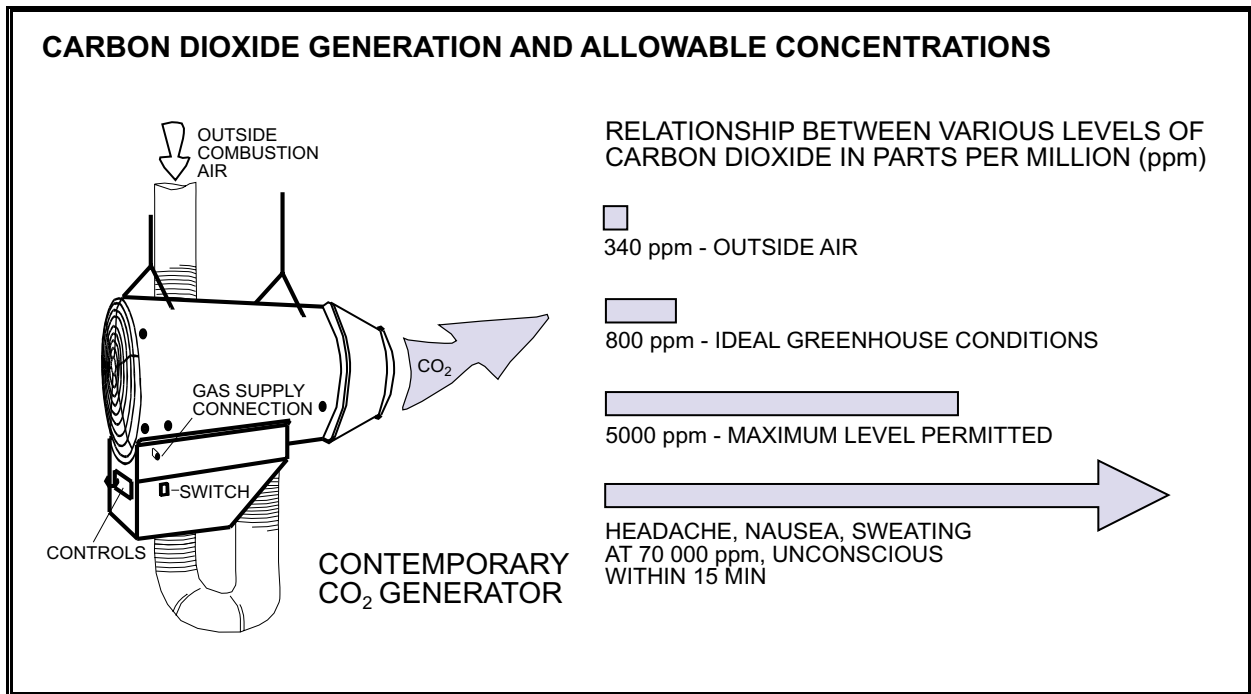 CARBON DIOXIDE GENERATION AND ALLOWABLE CONCENTRATIONS
OUTSIDE
COMBUSTION
AIR
GAS SUPPLY
CONNECTION
CO₂
SWITCH
CONTROLS
CONTEMPORARY
CO₂ GENERATOR
RELATIONSHIP BETWEEN VARIOUS LEVELS OF
CARBON DIOXIDE IN PARTS PER MILLION (ppm)
340 ppm - OUTSIDE AIR
800 ppm - IDEAL GREENHOUSE CONDITIONS
5000 ppm - MAXIMUM LEVEL PERMITTED
HEADACHE, NAUSEA, SWEATING
AT 70 000 ppm, UNCONSCIOUS
WITHIN 15 MIN